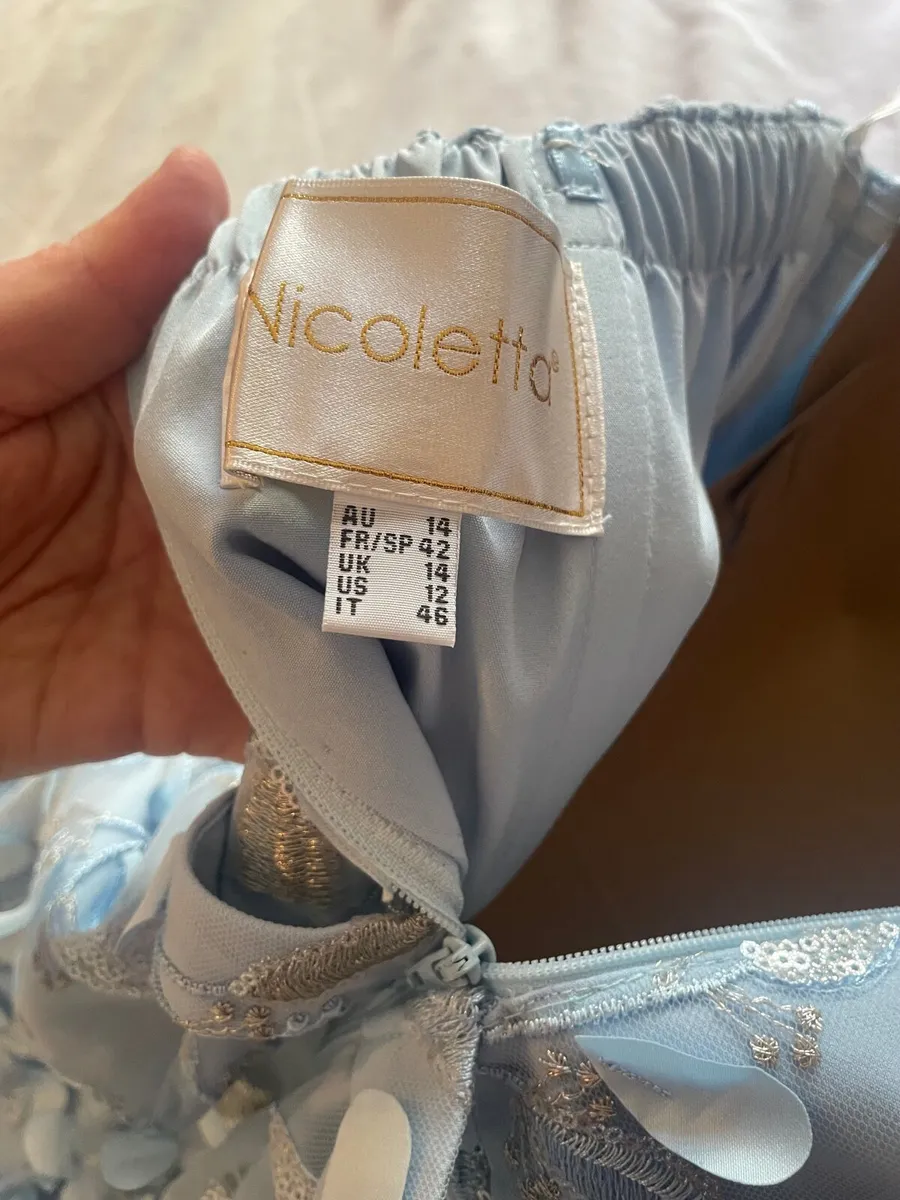 Nicoletta®
AU 14
FR/SP 42
UK 14
US 12
IT 46